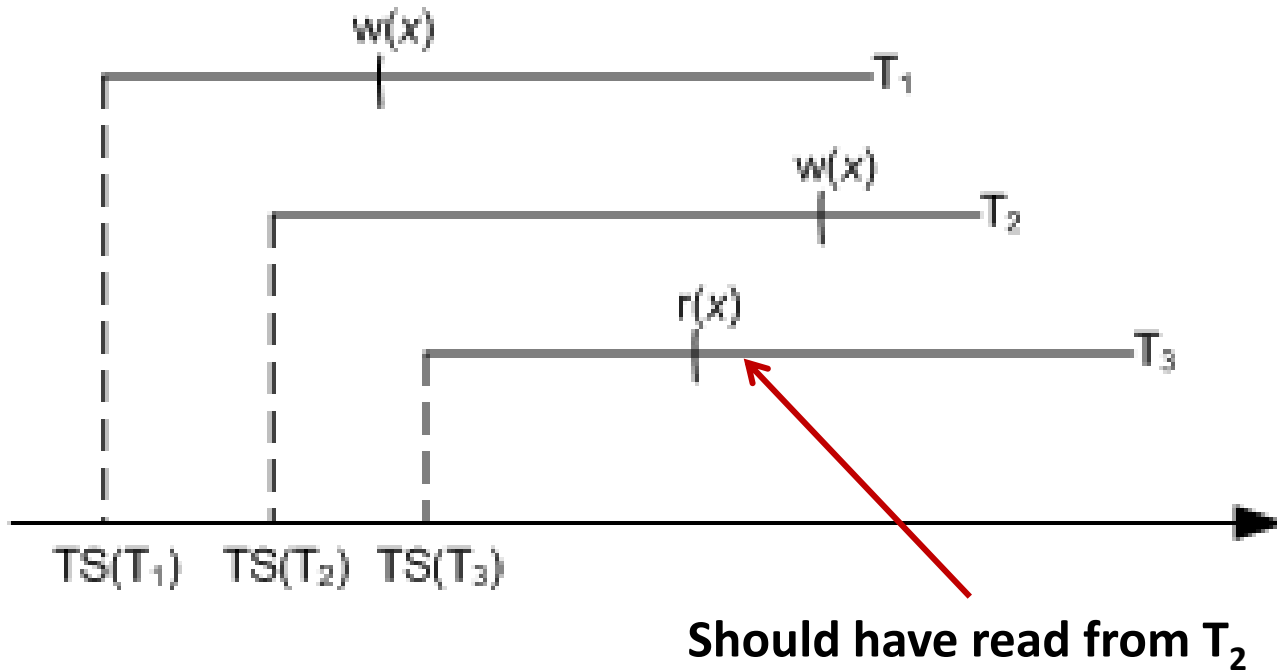 w(x)
T₁
w(x)
T₂
r(x)
T₃
TS(T₁) TS(T₂) TS(T₃)
Should have read from T₂